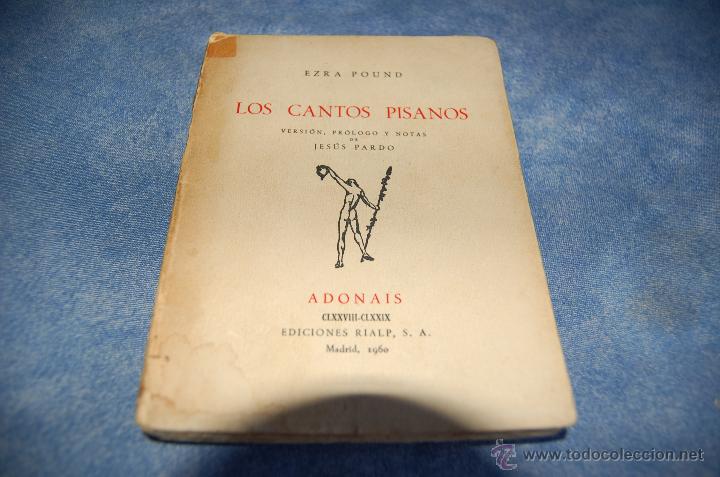 EZRA POUND
LOS CANTOS PISANOS
VERSIÓN, PRÓLOGO Y NOTAS
DE
JESÚS PARDO
ADONAIS
CLXXVIII-CLXXIX
EDICIONES RIALP, S. A.
Madrid, 1960
www.todocoleccion.net